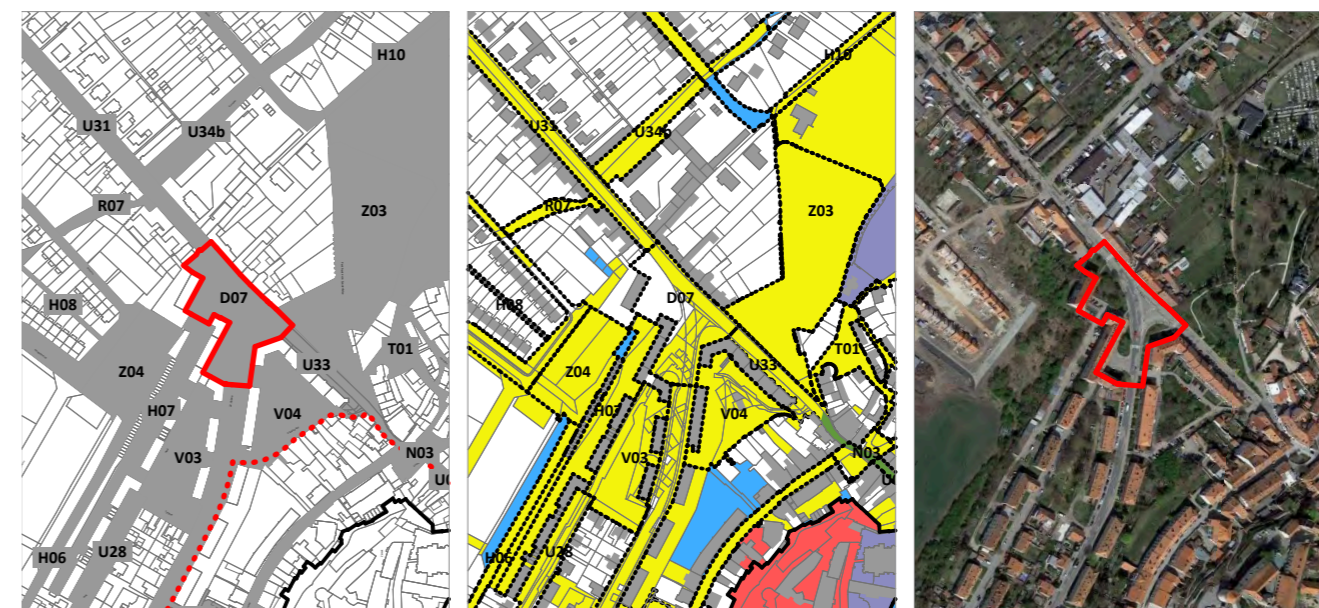 H10
U31
U34b
R07
Z03
D07
H08
T01
U33
Z04
H07
V04
V03
N03
H06
U28
H10
U31
U34b
R07
Z03
D07
H08
T01
U33
Z04
H07
V04
V03
N03
H06
U28